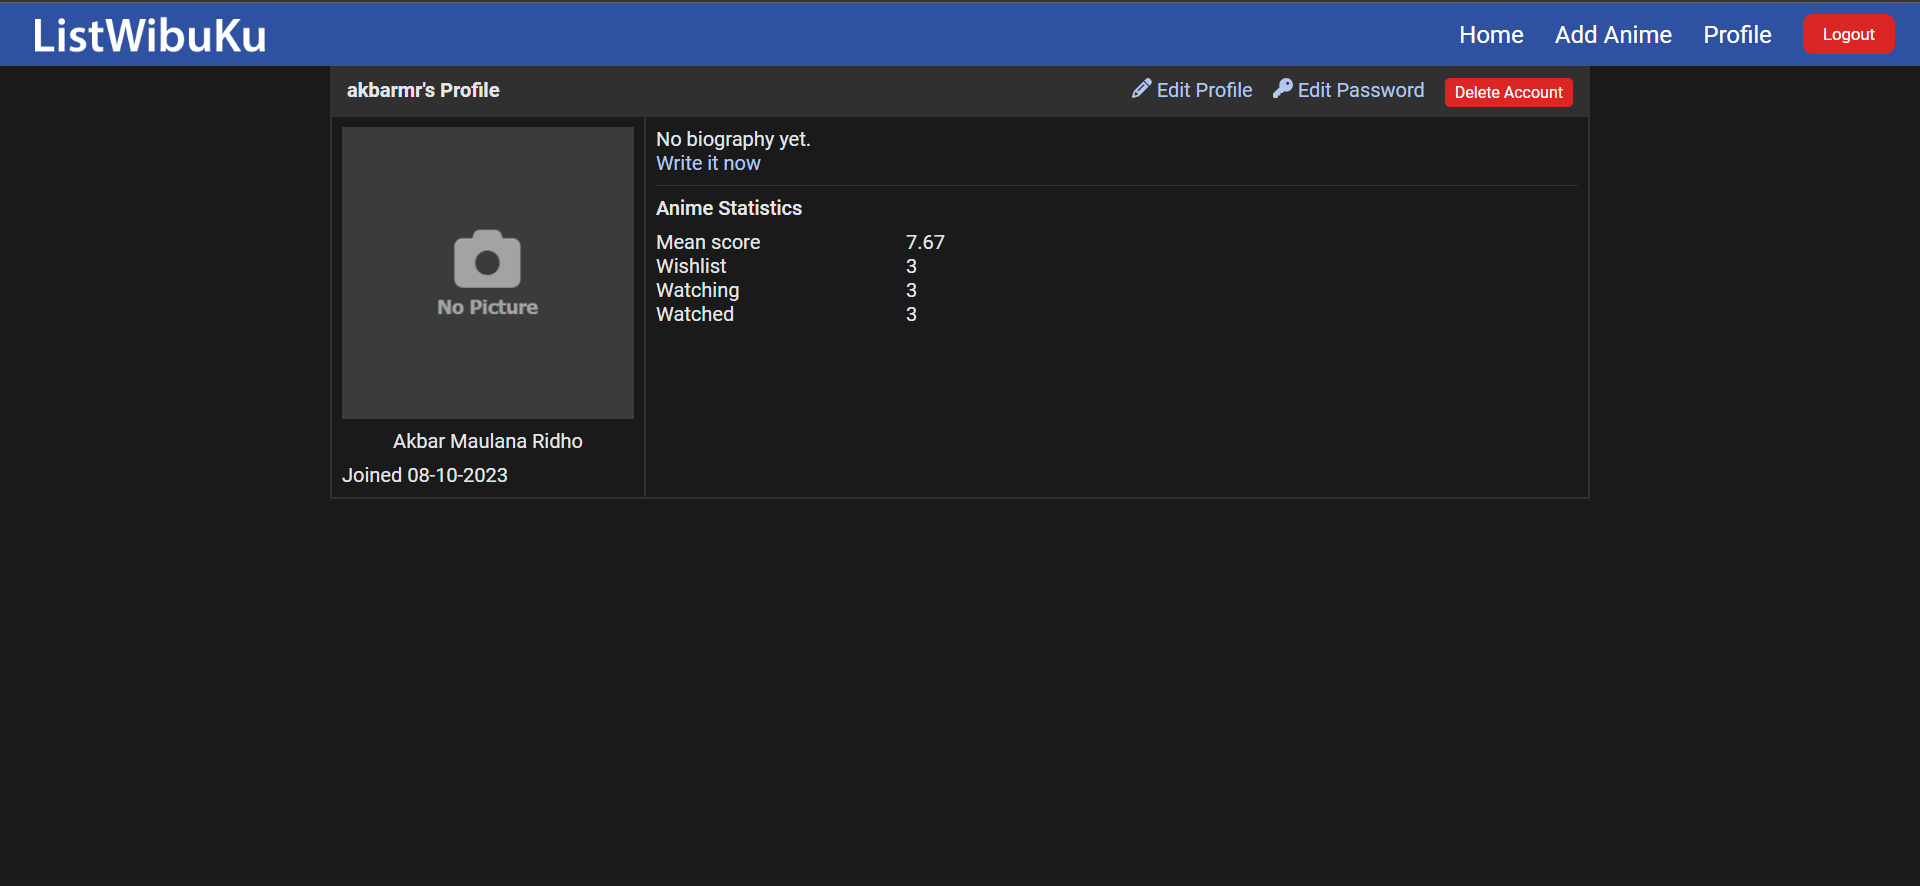 ListWibuKu
Home Add Anime Profile Logout
akbarmr's Profile Edit Profile Edit Password Delete Account
No Picture
Akbar Maulana Ridho
Joined 08-10-2023
No biography yet.
Write it now
Anime Statistics
Mean score 7.67
Wishlist 3
Watching 3
Watched 3